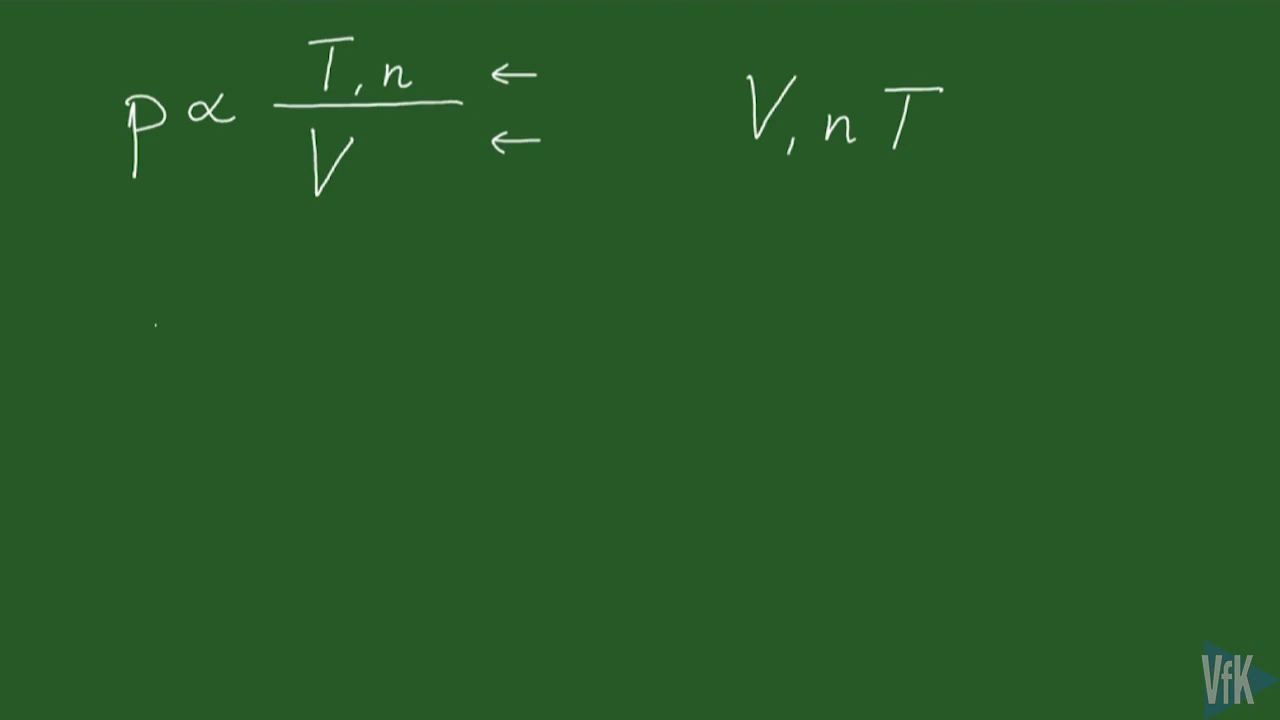 p ∝ T, n / V ← ←
V, n T
VfK